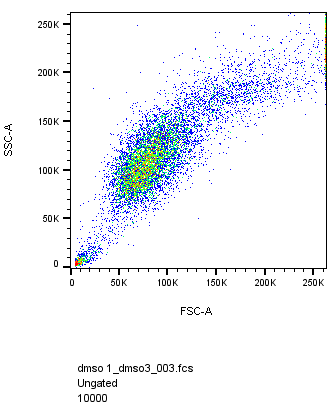 250K
200K
150K
100K
50K
0
SSC-A
0 50K 100K 150K 200K 250K
FSC-A
dmso 1_dmso3_003.fcs
Ungated
10000